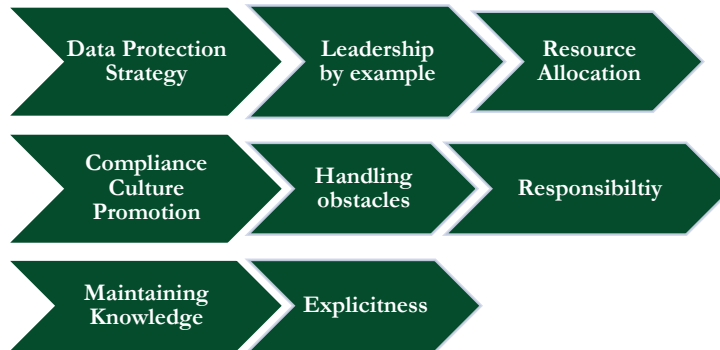 Data Protection
Strategy
Leadership
by example
Resource
Allocation
Compliance
Culture
Promotion
Handling
obstacles
Responsibiltiy
Maintaining
Knowledge
Explicitness